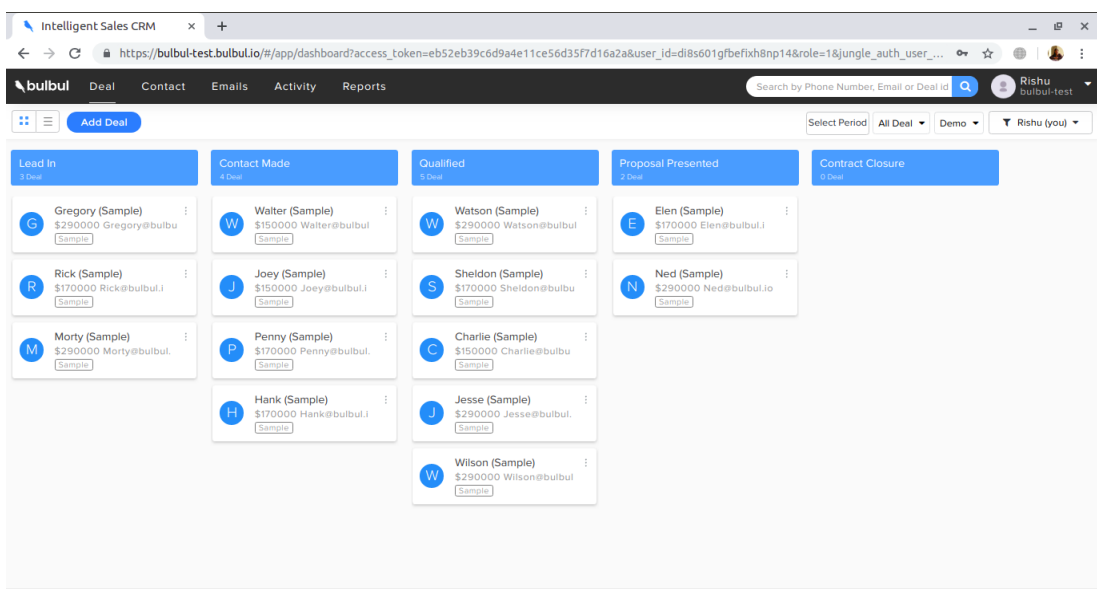 Intelligent Sales CRM
https://bulbul-test.bulbul.io/#/app/dashboard?access_token=eb52eb39c6d9a4e11ce56d35f7d16a2a&user_id=di8s601gfbefixh8np14&role=1&jungle_auth_user_...
bulbul Deal Contact Emails Activity Reports Search by Phone Number, Email or Deal id Rishu
bulbul-test
Add Deal Select Period All Deal Demo Rishu (you)
Lead In
3 Deal
G Gregory (Sample)
$290000 Gregory@bulbu
Sample
R Rick (Sample)
$170000 Rick@bulbul.i
Sample
M Morty (Sample)
$290000 Morty@bulbul.
Sample
Contact Made
4 Deal
W Walter (Sample)
$150000 Walter@bulbul
Sample
J Joey (Sample)
$150000 Joey@bulbul.i
Sample
P Penny (Sample)
$170000 Penny@bulbul.
Sample
H Hank (Sample)
$170000 Hank@bulbul.i
Sample
Qualified
5 Deal
W Watson (Sample)
$290000 Watson@bulbul
Sample
S Sheldon (Sample)
$170000 Sheldon@bulbu
Sample
C Charlie (Sample)
$150000 Charlie@bulbu
Sample
J Jesse (Sample)
$290000 Jesse@bulbul.
Sample
W Wilson (Sample)
$290000 Wilson@bulbul
Sample
Proposal Presented
2 Deal
E Elen (Sample)
$170000 Elen@bulbul.i
Sample
N Ned (Sample)
$290000 Ned@bulbul.io
Sample
Contract Closure
0 Deal